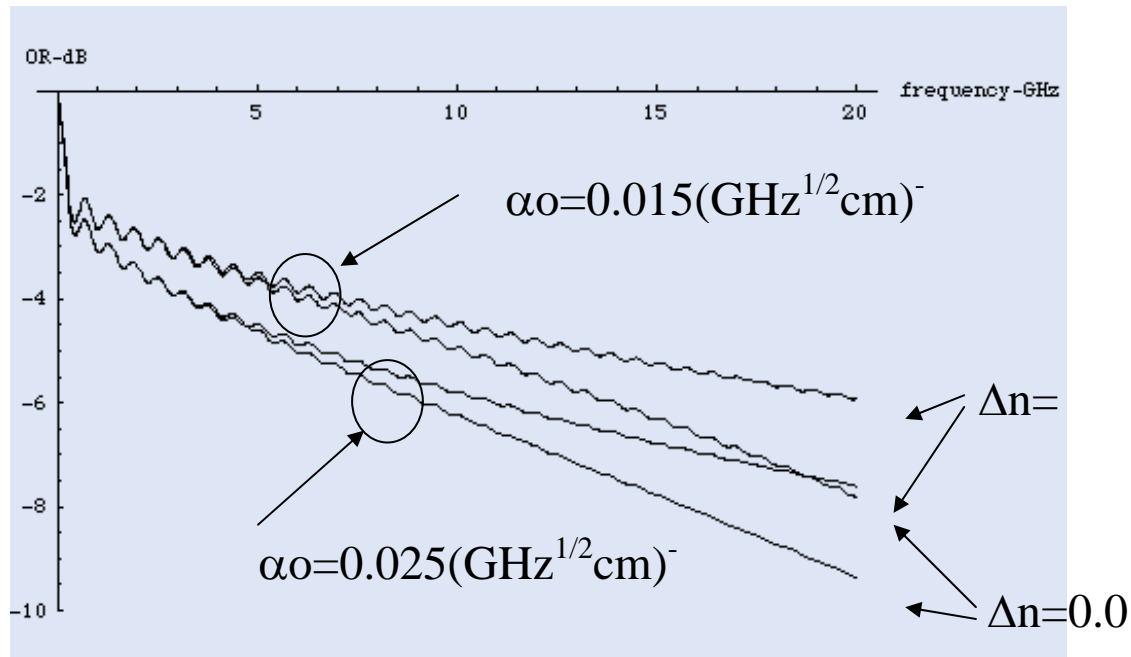 OR-dB
frequency-GHz
5 10 15 20
-2
αo=0.015(GHz1/2cm)-
-4
-6
Δn=
-8
αo=0.025(GHz1/2cm)-
-10
Δn=0.0